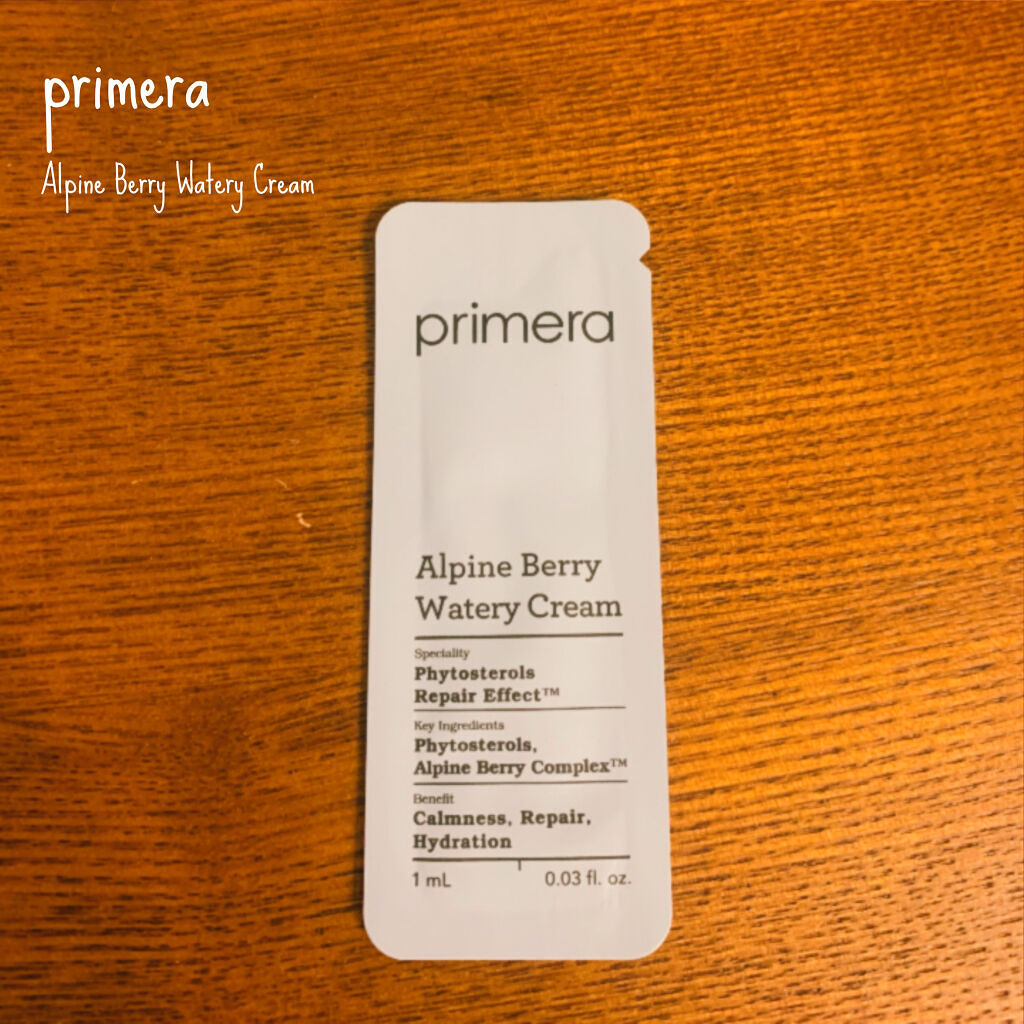 primera
Alpine Berry Watery Cream
primera
Alpine Berry
Watery Cream
Speciality
Phytosterols
Repair Effect™
Key Ingredients
Phytosterols,
Alpine Berry Complex™
Benefit
Calmness, Repair,
Hydration
1 mL 0.03 fl. oz.